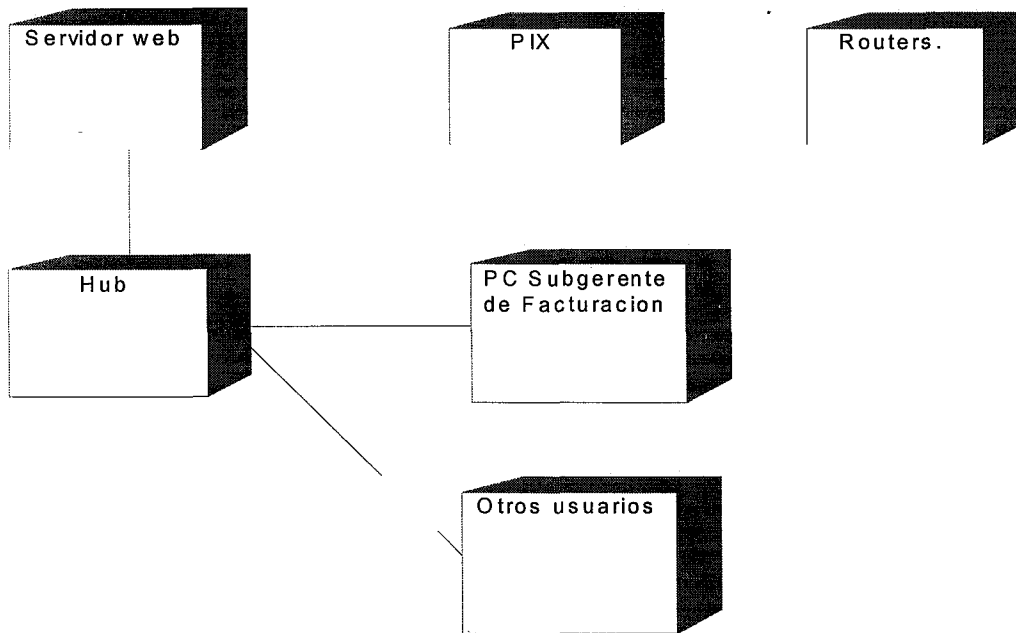 Servidor web
PIX
Routers.
Hub
PC Subgerente
de Facturacion
Otros usuarios